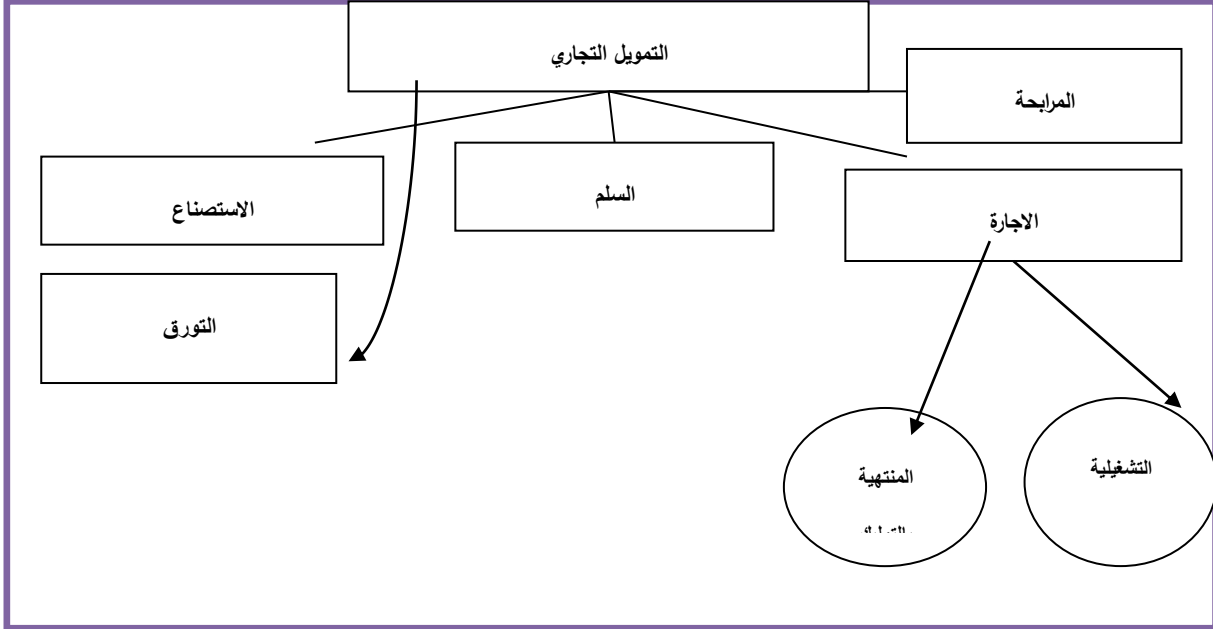 التمويل التجاري
المرابحة
الاستصناع
السلم
الاجارة
التورق
المنتهية
التشغيلية